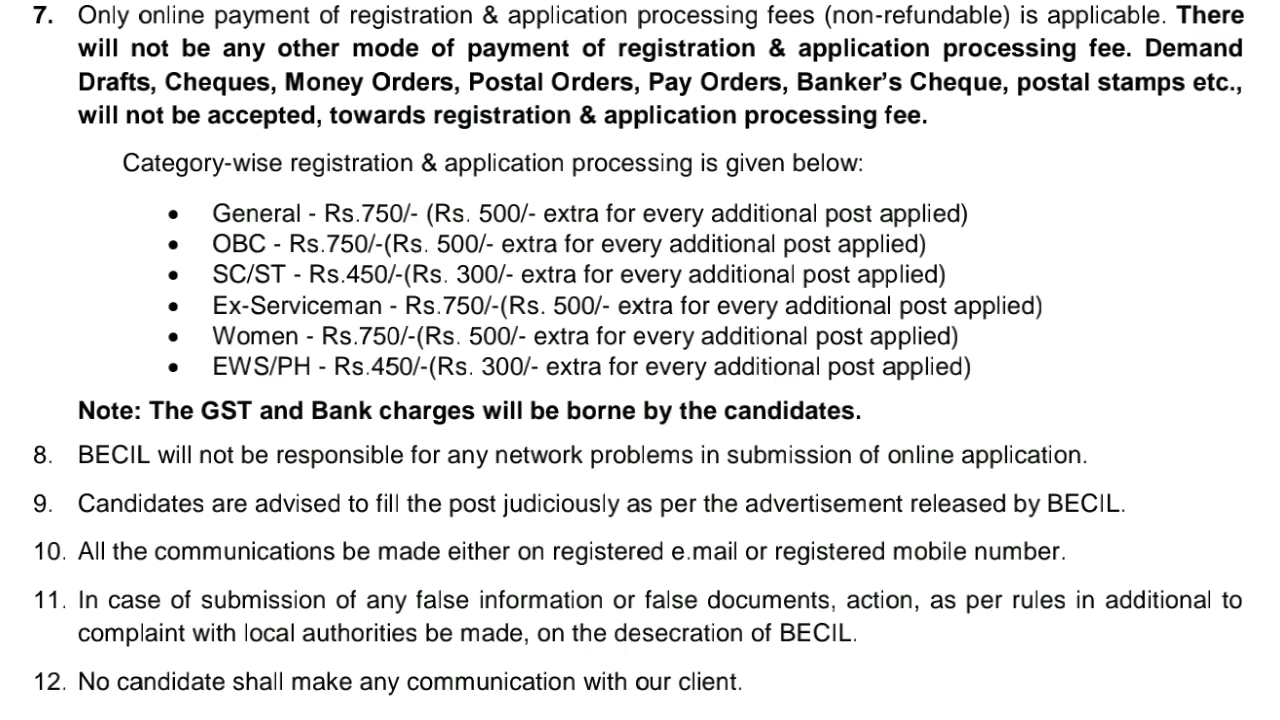 7. Only online payment of registration & application processing fees (non-refundable) is applicable. There
will not be any other mode of payment of registration & application processing fee. Demand
Drafts, Cheques, Money Orders, Postal Orders, Pay Orders, Banker's Cheque, postal stamps etc.,
will not be accepted, towards registration & application processing fee.
Category-wise registration & application processing is given below:
• General - Rs.750/- (Rs. 500/- extra for every additional post applied)
• OBC - Rs.750/-(Rs. 500/- extra for every additional post applied)
• SC/ST - Rs.450/-(Rs. 300/- extra for every additional post applied)
• Ex-Serviceman - Rs.750/-(Rs. 500/- extra for every additional post applied)
• Women - Rs.750/-(Rs. 500/- extra for every additional post applied)
• EWS/PH - Rs.450/-(Rs. 300/- extra for every additional post applied)
Note: The GST and Bank charges will be borne by the candidates.
8. BECIL will not be responsible for any network problems in submission of online application.
9. Candidates are advised to fill the post judiciously as per the advertisement released by BECIL.
10. All the communications be made either on registered e.mail or registered mobile number.
11. In case of submission of any false information or false documents, action, as per rules in additional to
complaint with local authorities be made, on the desecration of BECIL.
12. No candidate shall make any communication with our client.